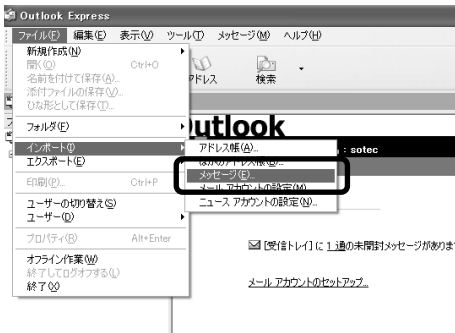 Outlook Express
ファイル(F) 編集(E) 表示(V) ツール(T) メッセージ(M) ヘルプ(H)
新規作成(N)
開く(O)... Ctrl+O
名前を付けて保存(A)...
添付ファイルの保存(V)...
ひな形として保存(T)...
フォルダ(F)
インポート(I)
エクスポート(E)
印刷(P)... Ctrl+P
ユーザーの切り替え(S)
ユーザー(D)
プロパティ(R) Alt+Enter
オフライン作業(W)
終了してログオフする(L)
終了(X)
ドレス
検索
utlook
: sotec
アドレス帳(A)...
ほかのアドレス帳(B)...
メッセージ(E)...
メール アカウントの設定(M)...
ニュース アカウントの設定(N)...
[受信トレイ] に 1 通の未開封メッセージがありま
メール アカウントのセットアップ...